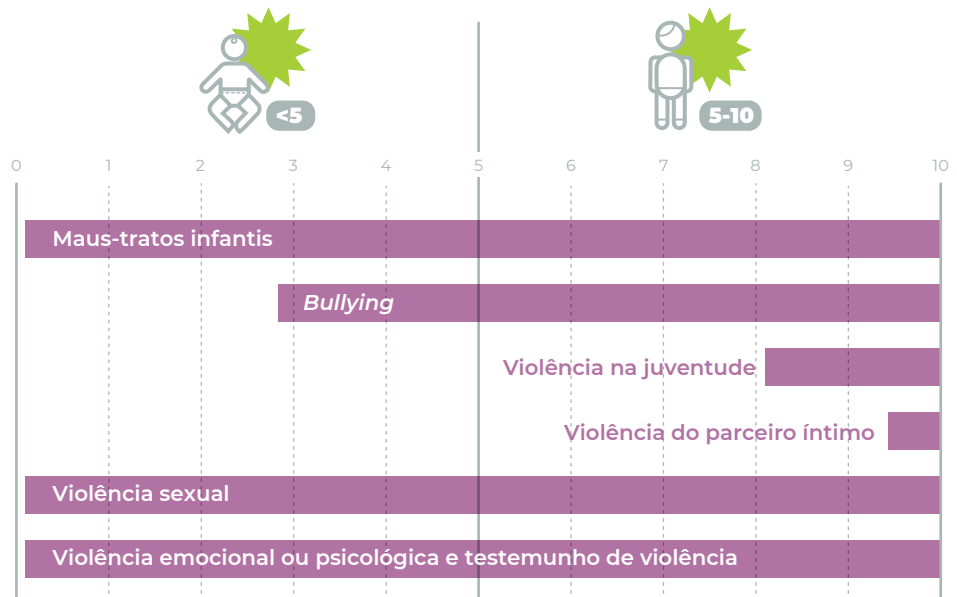 <5
5-10
0 1 2 3 4 5 6 7 8 9 10
Maus-tratos infantis
Bullying
Violência na juventude
Violência do parceiro íntimo
Violência sexual
Violência emocional ou psicológica e testemunho de violência